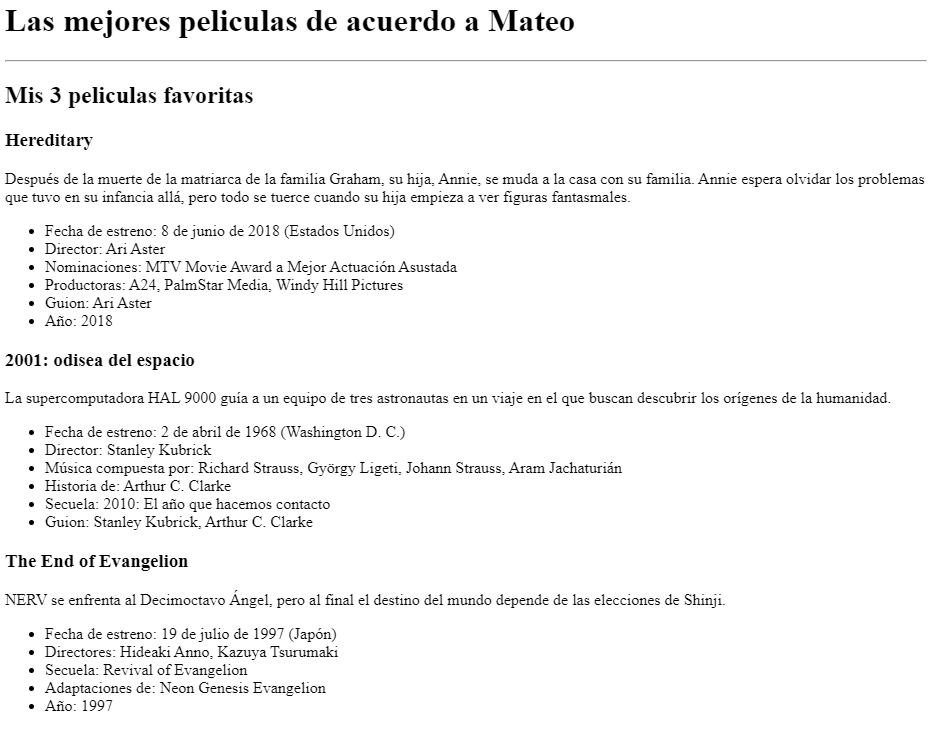 Las mejores peliculas de acuerdo a Mateo
Mis 3 peliculas favoritas
Hereditary
Después de la muerte de la matriarca de la familia Graham, su hija, Annie, se muda a la casa con su familia. Annie espera olvidar los problemas
que tuvo en su infancia allá, pero todo se tuerce cuando su hija empieza a ver figuras fantasmales.
• Fecha de estreno: 8 de junio de 2018 (Estados Unidos)
• Director: Ari Aster
• Nominaciones: MTV Movie Award a Mejor Actuación Asustada
• Productoras: A24, PalmStar Media, Windy Hill Pictures
• Guion: Ari Aster
• Año: 2018
2001: odisea del espacio
La supercomputadora HAL 9000 guía a un equipo de tres astronautas en un viaje en el que buscan descubrir los orígenes de la humanidad.
• Fecha de estreno: 2 de abril de 1968 (Washington D. C.)
• Director: Stanley Kubrick
• Música compuesta por: Richard Strauss, György Ligeti, Johann Strauss, Aram Jachaturián
• Historia de: Arthur C. Clarke
• Secuela: 2010: El año que hacemos contacto
• Guion: Stanley Kubrick, Arthur C. Clarke
The End of Evangelion
NERV se enfrenta al Decimoctavo Ángel, pero al final el destino del mundo depende de las elecciones de Shinji.
• Fecha de estreno: 19 de julio de 1997 (Japón)
• Directores: Hideaki Anno, Kazuya Tsurumaki
• Secuela: Revival of Evangelion
• Adaptaciones de: Neon Genesis Evangelion
• Año: 1997